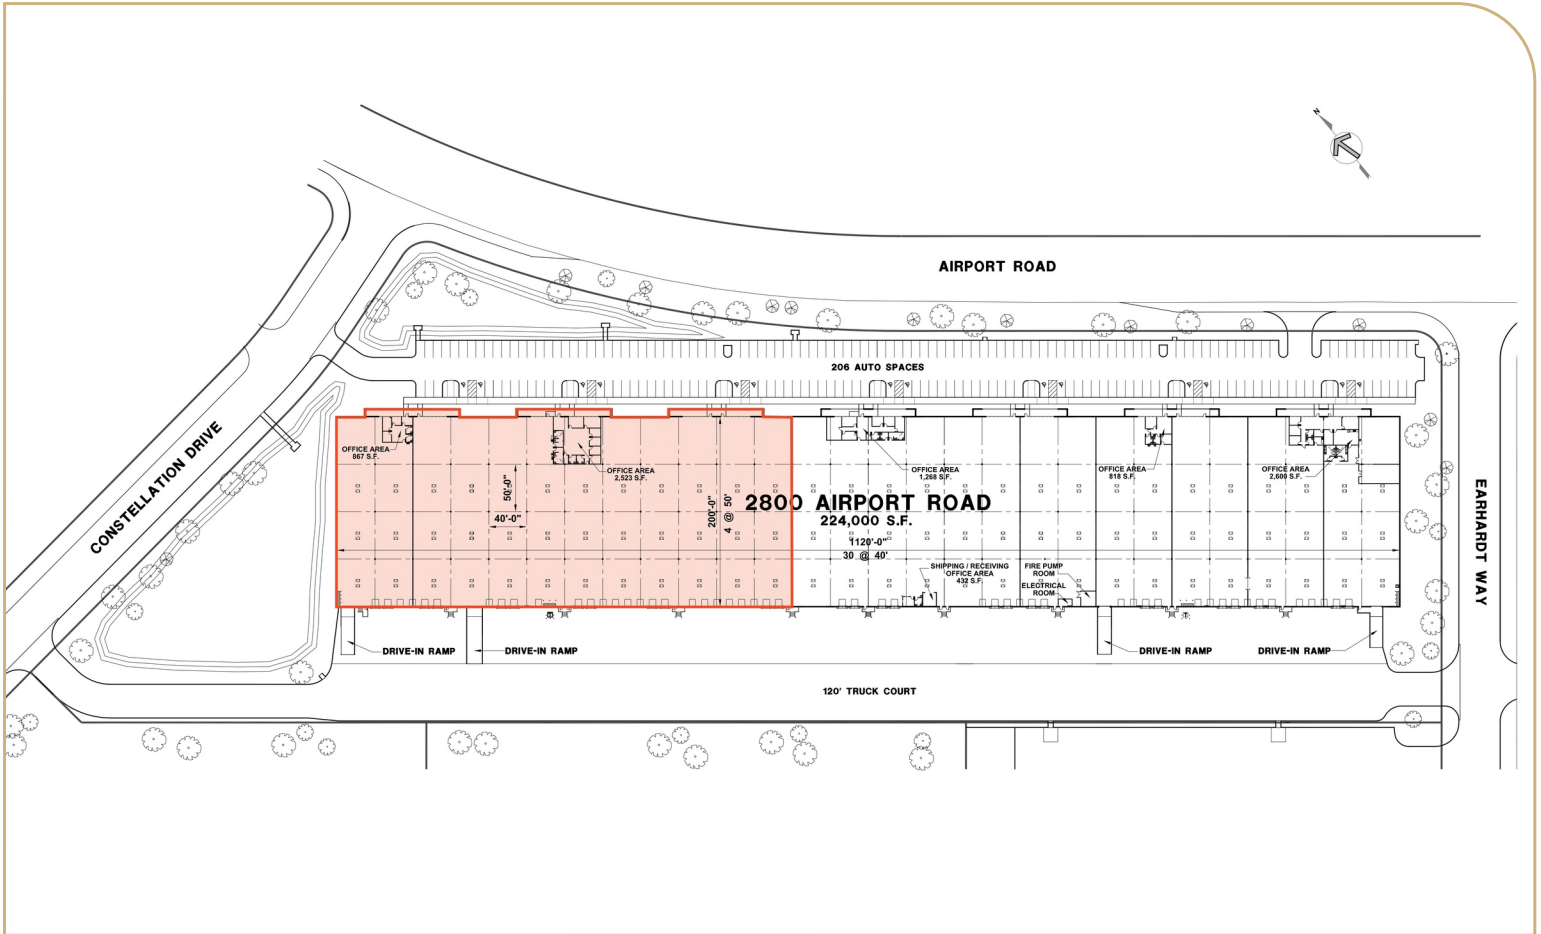 N
AIRPORT ROAD
206 AUTO SPACES
CONSTELLATION DRIVE
OFFICE AREA
867 S.F.
OFFICE AREA
2,523 S.F.
OFFICE AREA
1,268 S.F.
OFFICE AREA
818 S.F.
OFFICE AREA
2,600 S.F.
50'-0"
40'-0"
200'-0"
4 @ 50'
2800 AIRPORT ROAD
224,000 S.F.
1120'-0"
30 @ 40'
SHIPPING / RECEIVING
OFFICE AREA
432 S.F.
FIRE PUMP
ROOM
ELECTRICAL
ROOM
EARHARDT WAY
DRIVE-IN RAMP
DRIVE-IN RAMP
DRIVE-IN RAMP
DRIVE-IN RAMP
120' TRUCK COURT